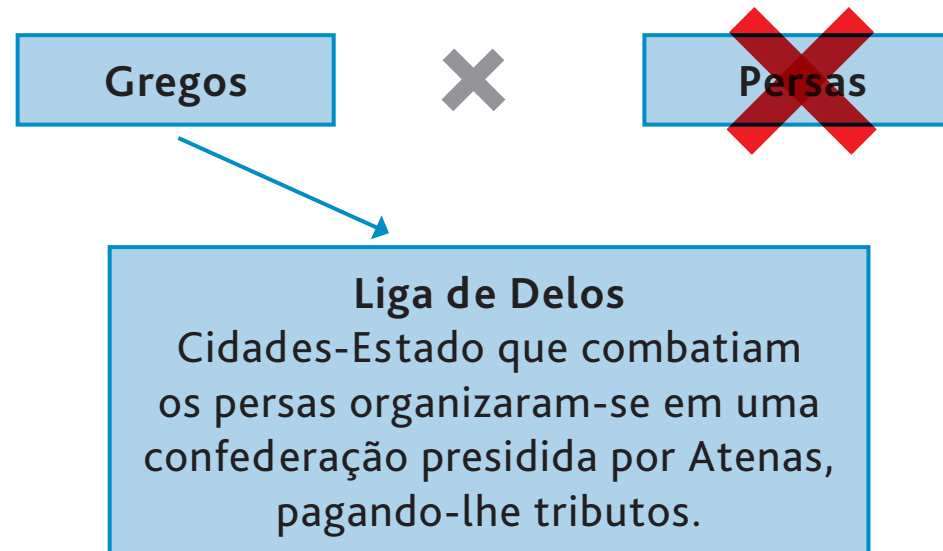 Gregos
Persas
Liga de Delos
Cidades-Estado que combatiam
os persas organizaram-se em uma
confederação presidida por Atenas,
pagando-lhe tributos.